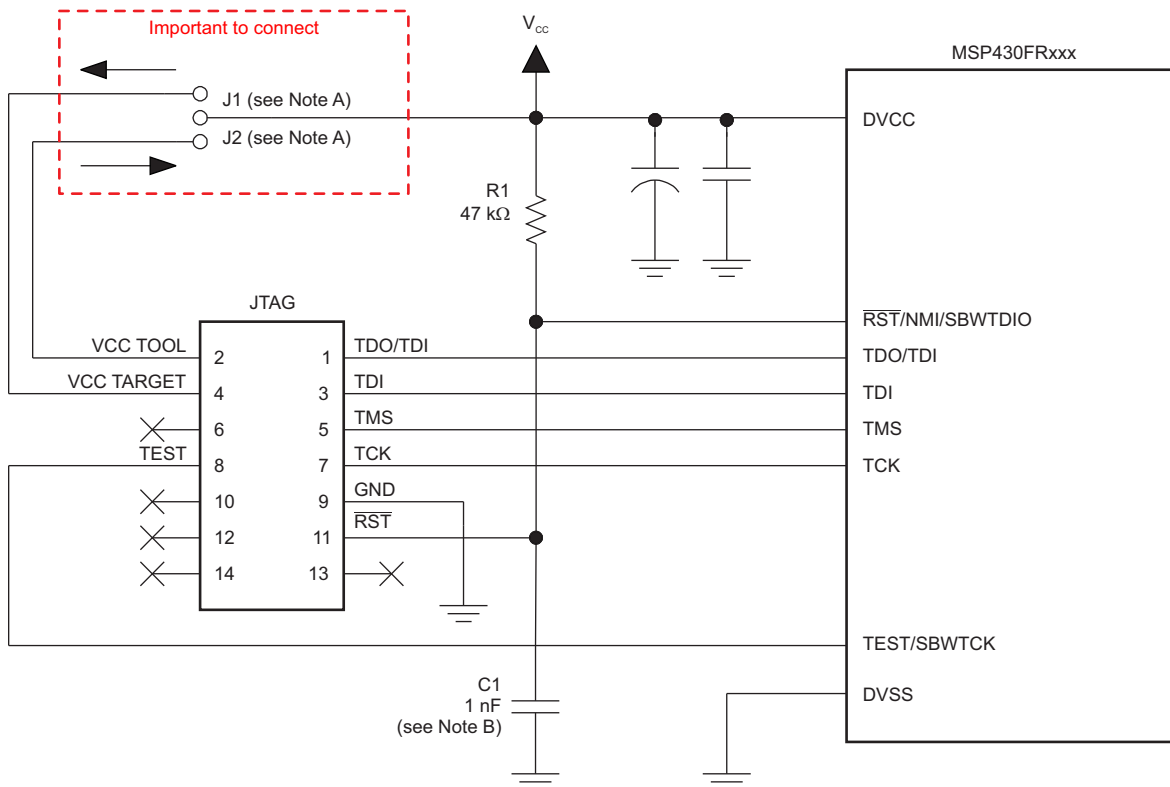 Important to connect
J1 (see Note A)
J2 (see Note A)
VCC
MSP430FRxxx
DVCC
R1
47 kΩ
JTAG
RST/NMI/SBWTDIO
VCC TOOL 2 1 TDO/TDI TDO/TDI
VCC TARGET 4 3 TDI TDI
6 5 TMS TMS
TEST 8 7 TCK TCK
10 9 GND
12 11 RST
14 13
TEST/SBWTCK
C1
1 nF
(see Note B)
DVSS